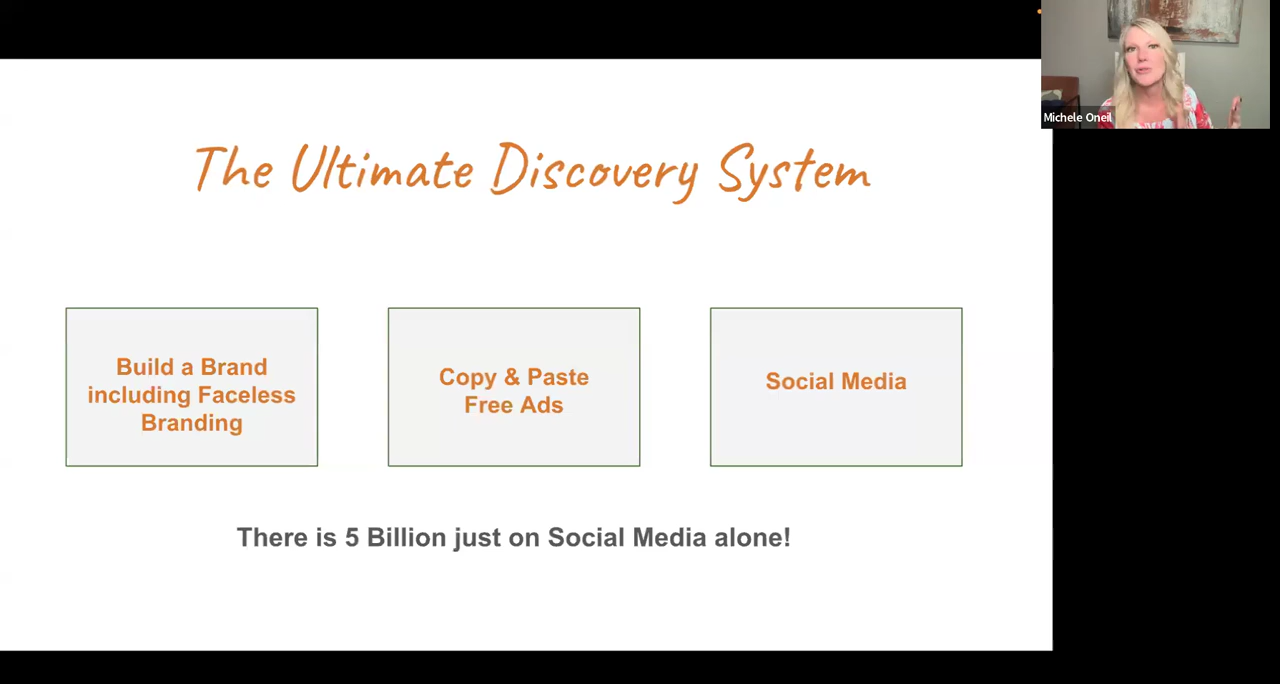 The Ultimate Discovery System
Michele Oneil
Build a Brand
including Faceless
Branding
Copy & Paste
Free Ads
Social Media
There is 5 Billion just on Social Media alone!